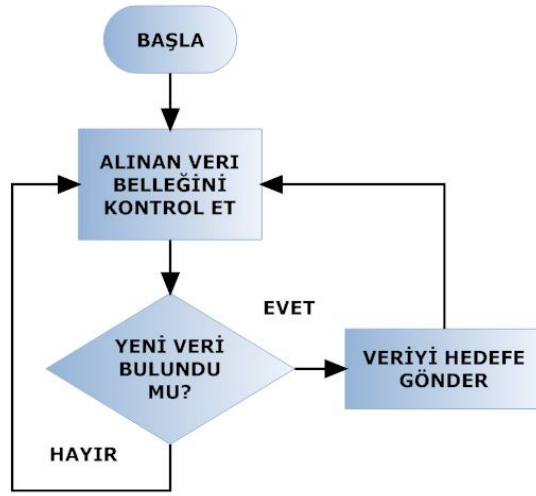 BAŞLA
ALINAN VERI
BELLEĞİNİ
KONTROL ET
EVET
YENİ VERİ
BULUNDU
MU?
VERİYİ HEDEFE
GÖNDER
HAYIR